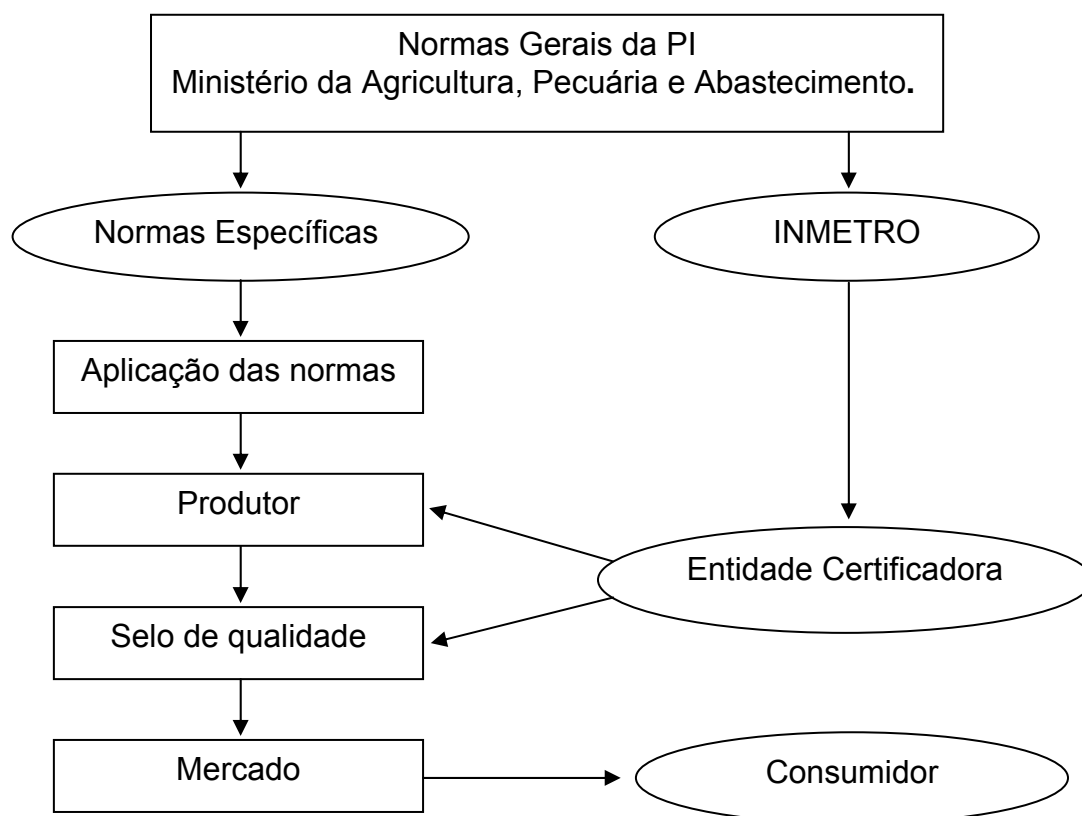 Normas Gerais da PI
Ministério da Agricultura, Pecuária e Abastecimento.
Normas Específicas
INMETRO
Aplicação das normas
Produtor
Entidade Certificadora
Selo de qualidade
Mercado
Consumidor